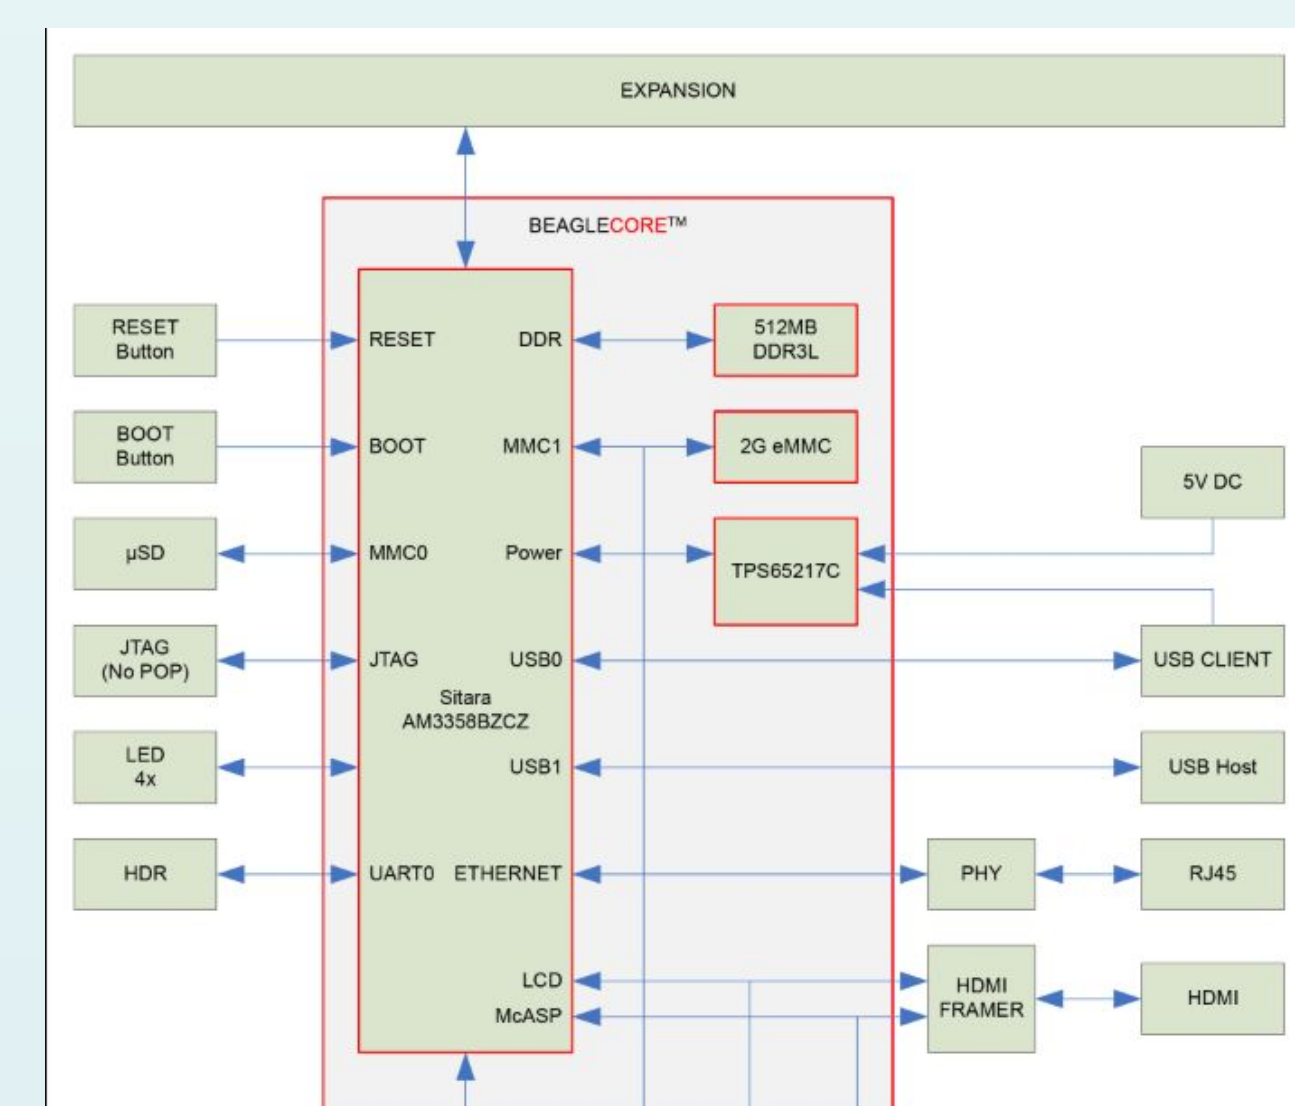 EXPANSION
BEAGLECORE™
RESET
Button
RESET
DDR
512MB
DDR3L
BOOT
Button
BOOT
MMC1
2G eMMC
5V DC
µSD
MMC0
Power
TPS65217C
JTAG
(No POP)
JTAG
USB0
USB CLIENT
Sitara
AM3358BZCZ
LED
4x
USB1
USB Host
HDR
UART0
ETHERNET
PHY
RJ45
LCD
McASP
HDMI
FRAMER
HDMI